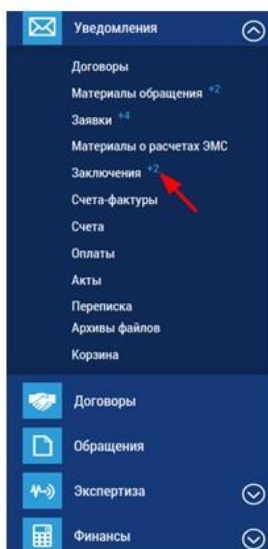 Уведомления
Договоры
Материалы обращения +2
Заявки +4
Материалы о расчетах ЭМС
Заключения +2
Счета-фактуры
Счета
Оплаты
Акты
Переписка
Архивы файлов
Корзина
Договоры
Обращения
Экспертиза
Финансы